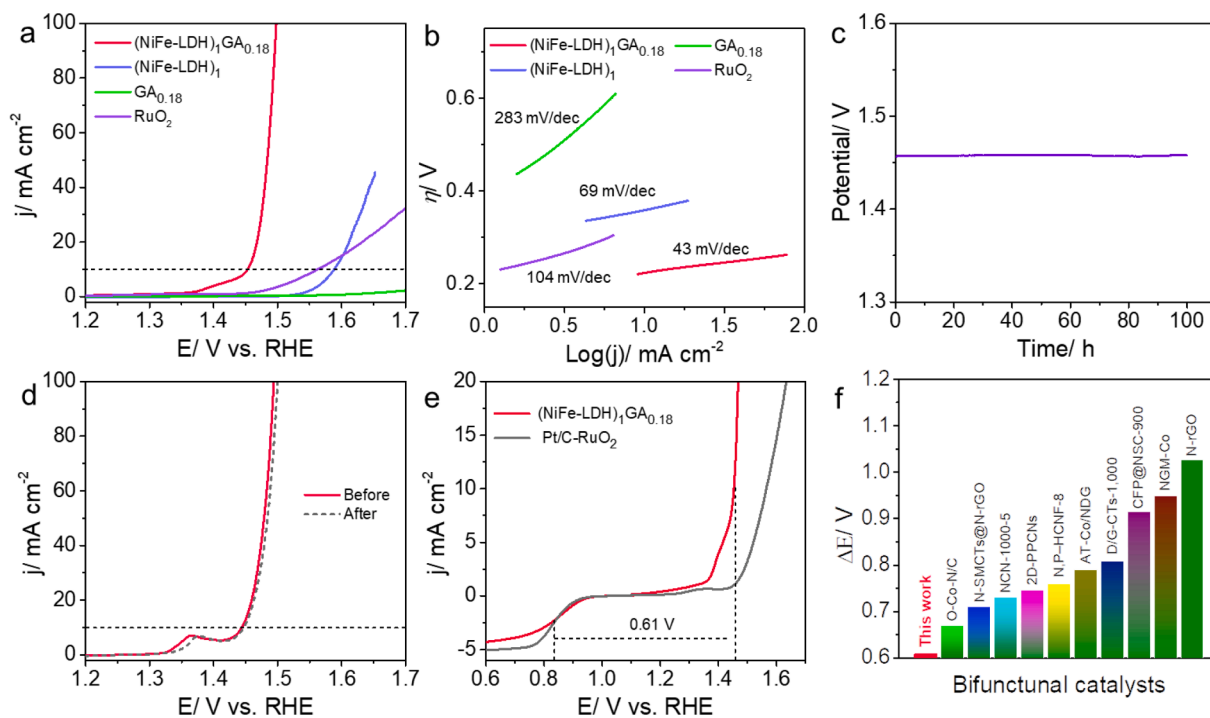 a
j/ mA cm⁻²
100
80
60
40
20
10
0
(NiFe-LDH)₁GA₀.₁₈
(NiFe-LDH)₁
GA₀.₁₈
RuO₂
1.2 1.3 1.4 1.5 1.6 1.7
E/ V vs. RHE
b
η/ V
0.6
0.4
0.2
(NiFe-LDH)₁GA₀.₁₈ GA₀.₁₈
(NiFe-LDH)₁ RuO₂
283 mV/dec
69 mV/dec
104 mV/dec
43 mV/dec
0.0 0.5 1.0 1.5 2.0
Log(j)/ mA cm⁻²
c
Potential/ V
1.6
1.5
1.4
1.3
0 20 40 60 80 100
Time/ h
d
j/ mA cm⁻²
100
80
60
40
20
10
0
Before
After
1.2 1.3 1.4 1.5 1.6 1.7
E/ V vs. RHE
e
j/ mA cm⁻²
20
15
10
5
0
-5
(NiFe-LDH)₁GA₀.₁₈
Pt/C-RuO₂
0.61 V
0.6 0.8 1.0 1.2 1.4 1.6
E/ V vs. RHE
f
ΔE/ V
1.2
1.1
1.0
0.9
0.8
0.7
0.6
This work
O-Co-N/C
N-SMCTs@N-rGO
NCN-1000-5
2D-PPCNs
N,P–HCNF-8
AT-Co/NDG
D/G-CTs-1,000
CFP@NSC-900
NGM-Co
N-rGO
Bifunctunal catalysts